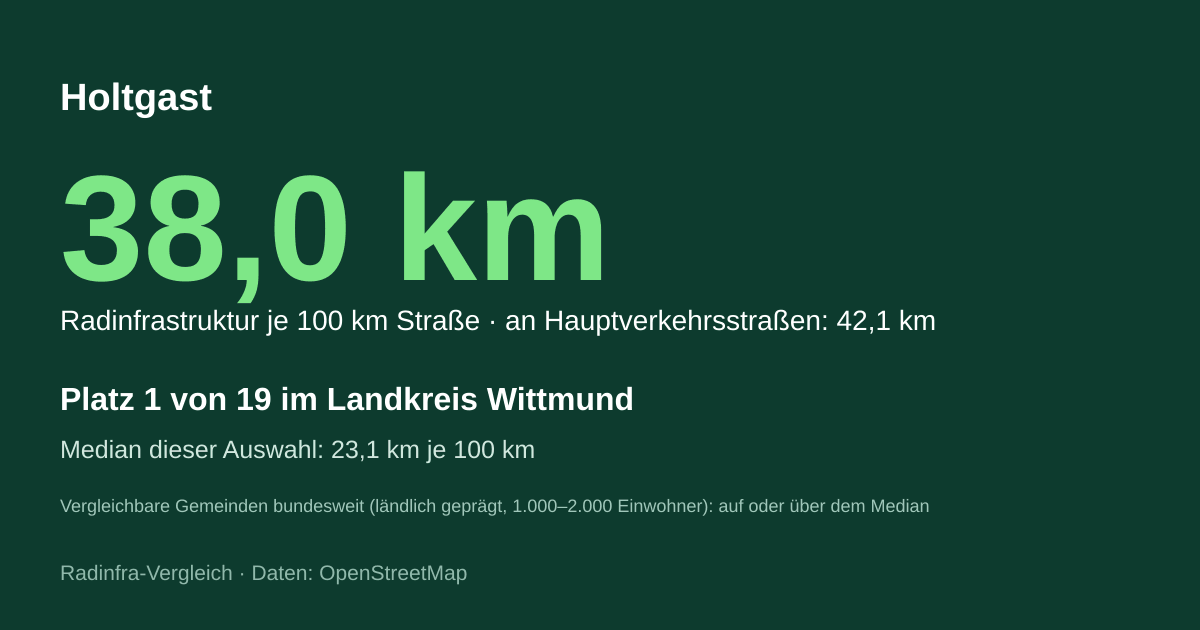 Holtgast
38,0 km
Radinfrastruktur je 100 km Straße · an Hauptverkehrsstraßen: 42,1 km
Platz 1 von 19 im Landkreis Wittmund
Median dieser Auswahl: 23,1 km je 100 km
Vergleichbare Gemeinden bundesweit (ländlich geprägt, 1.000–2.000 Einwohner): auf oder über dem Median
Radinfra-Vergleich · Daten: OpenStreetMap